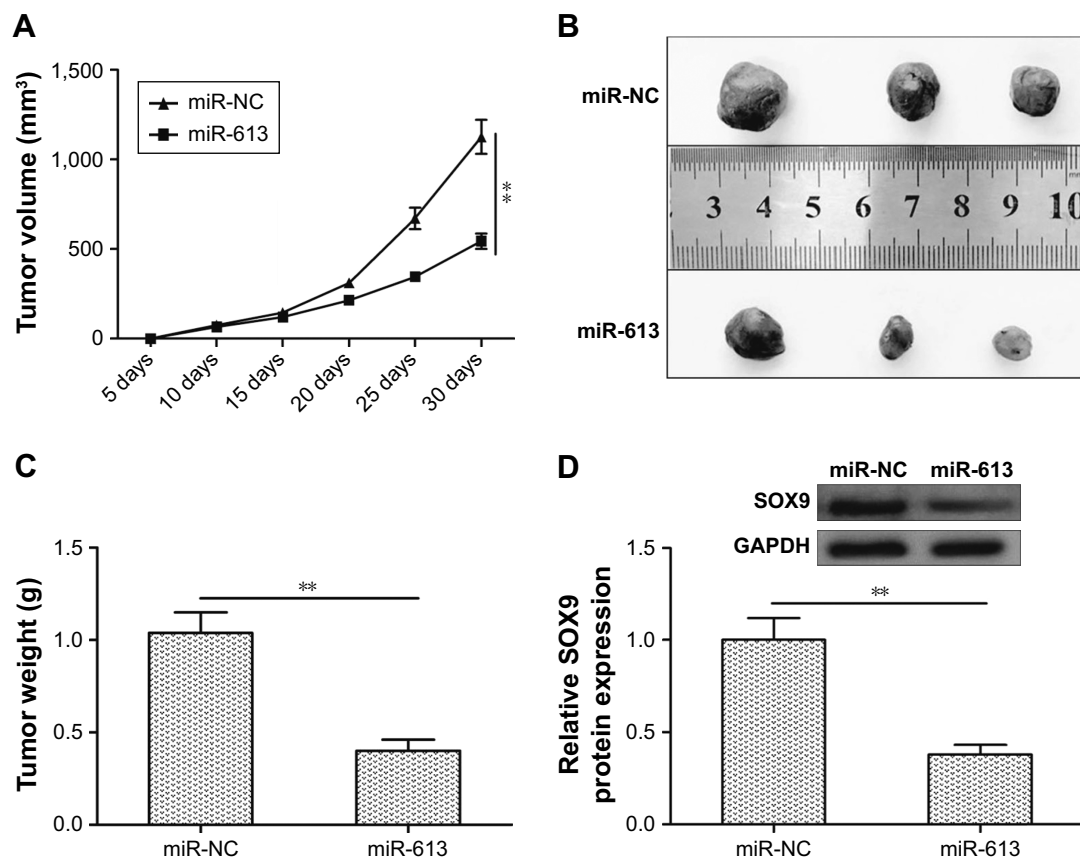 A
Tumor volume (mm³)
1,500
1,000
500
0
miR-NC
miR-613
**
5 days
10 days
15 days
20 days
25 days
30 days
B
miR-NC
3 4 5 6 7 8 9 10
mm
miR-613
C
Tumor weight (g)
1.5
1.0
0.5
0.0
**
miR-NC
miR-613
D
miR-NC miR-613
SOX9
GAPDH
Relative SOX9
protein expression
1.5
1.0
0.5
0.0
**
miR-NC
miR-613